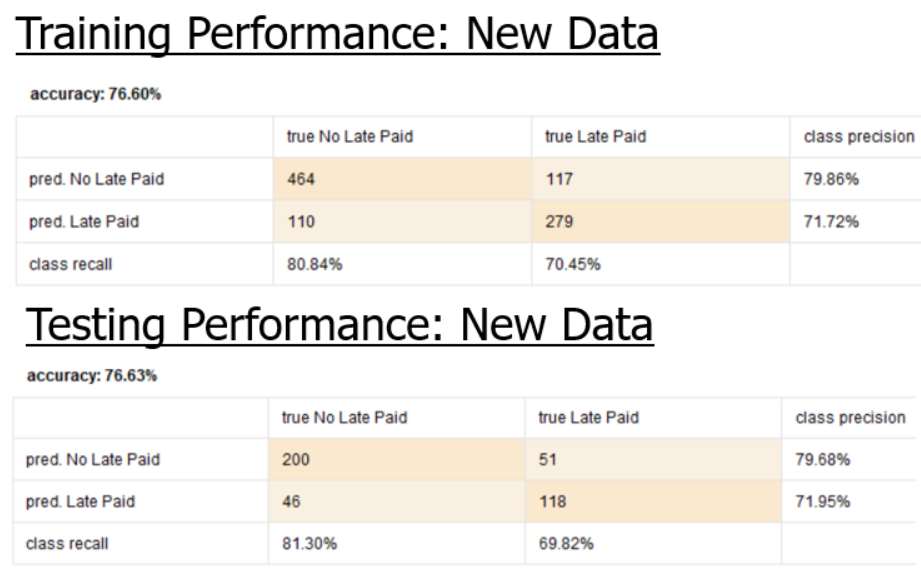 Training Performance: New Data
accuracy: 76.60%
true No Late Paid true Late Paid class precision
pred. No Late Paid 464 117 79.86%
pred. Late Paid 110 279 71.72%
class recall 80.84% 70.45%
Testing Performance: New Data
accuracy: 76.63%
true No Late Paid true Late Paid class precision
pred. No Late Paid 200 51 79.68%
pred. Late Paid 46 118 71.95%
class recall 81.30% 69.82%